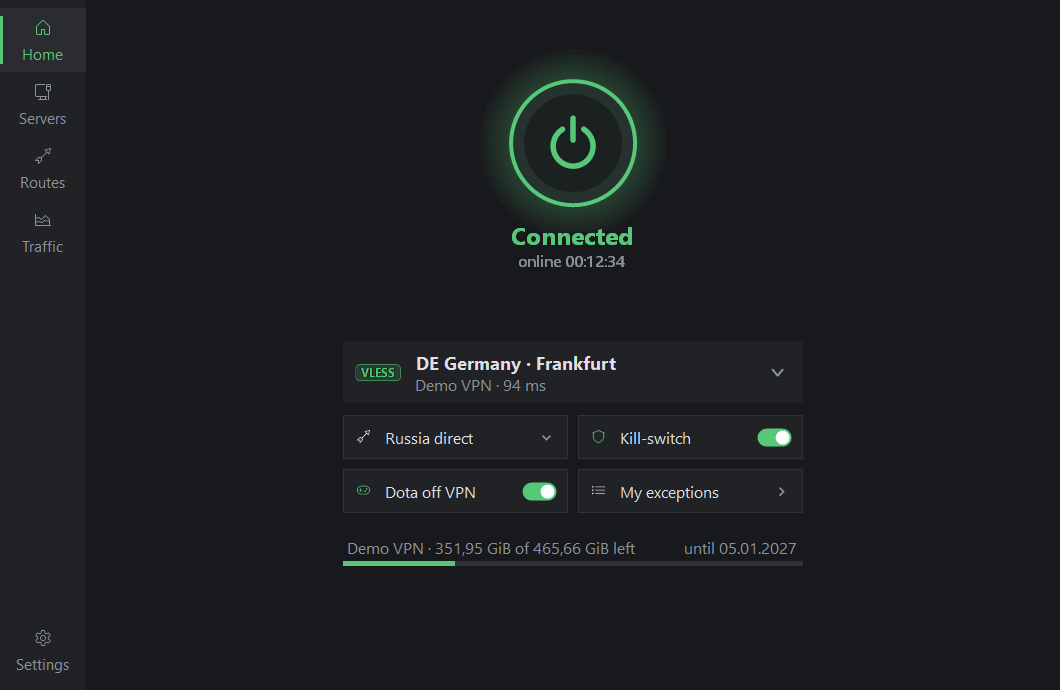 Home
Servers
Routes
Traffic
Settings
Connected
online 00:12:34
VLESS
DE Germany · Frankfurt
Demo VPN · 94 ms
Russia direct
Kill-switch
Dota off VPN
My exceptions
Demo VPN · 351,95 GiB of 465,66 GiB left
until 05.01.2027